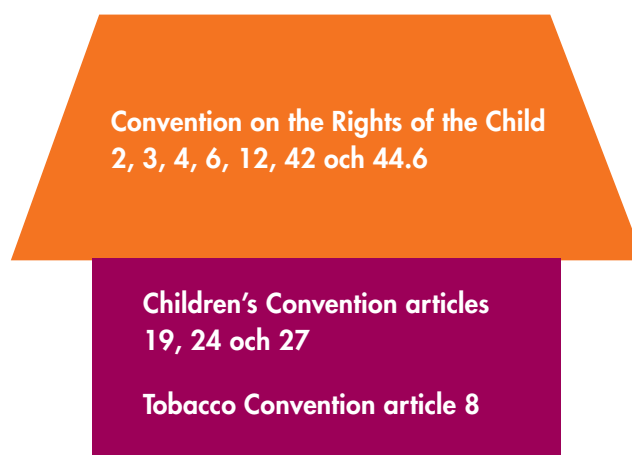 Convention on the Rights of the Child
2, 3, 4, 6, 12, 42 och 44.6
Children’s Convention articles
19, 24 och 27
Tobacco Convention article 8